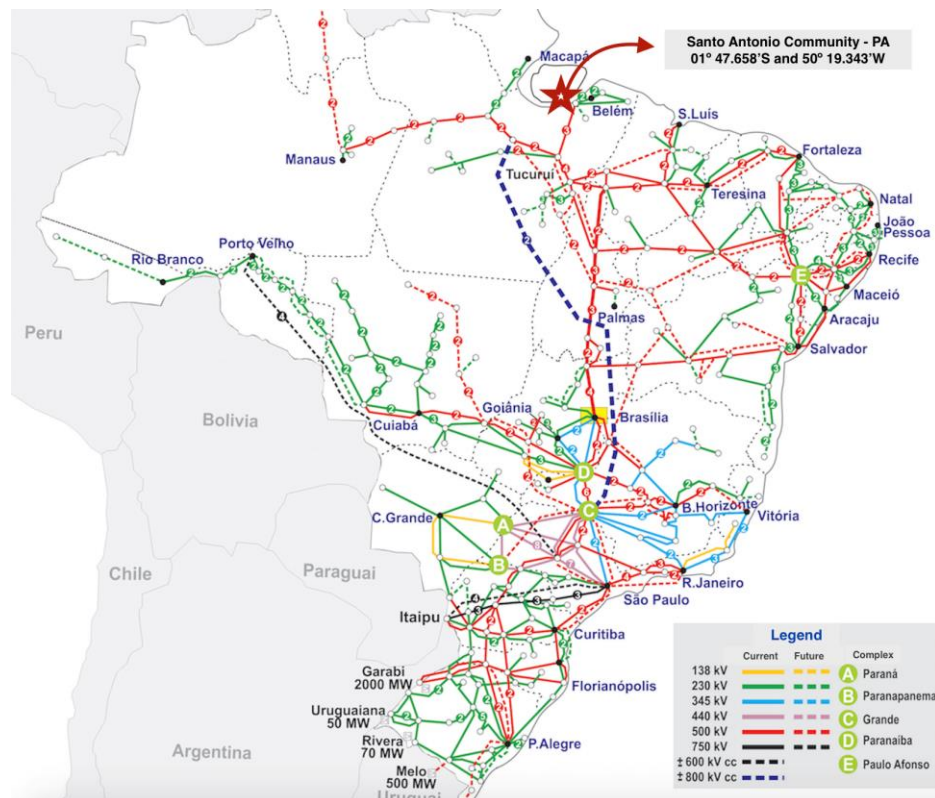 Santo Antonio Community - PA
01º 47.658'S and 50º 19.343'W
Macapá
Belém
S.Luís
Manaus
Fortaleza
Tucuruí
Teresina
Natal
João
Pessoa
Recife
Porto Velho
Rio Branco
E
Maceió
Palmas
Aracaju
Salvador
Peru
Goiânia
Brasília
Bolivia
Cuiabá
D
B.Horizonte
Vitória
C
C.Grande
A
B
Chile
Paraguai
R.Janeiro
São Paulo
Itaipu
Curitiba
Garabi
2000 MW
Florianópolis
Uruguaiana
50 MW
Rivera
70 MW
P.Alegre
Melo
500 MW
Argentina
Uruguai
Legend
Current Future Complex
138 kV A Paraná
230 kV
345 kV B Paranapanema
440 kV C Grande
500 kV
750 kV D Paranaiba
±600 kV cc
±800 kV cc E Paulo Afonso